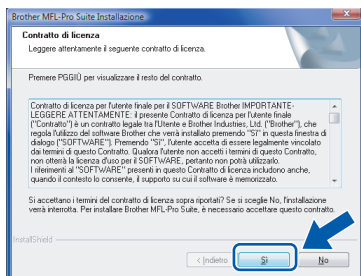 Brother MFL-Pro Suite Installazione
Contratto di licenza
Leggere attentamente il seguente contratto di licenza.
Premere PGGIÙ per visualizzare il resto del contratto.
Contratto di licenza per l'utente finale per il SOFTWARE Brother IMPORTANTE-
LEGGERE ATTENTAMENTE: il presente Contratto di licenza per l'utente finale
("Contratto") è un contratto legale tra l'Utente e Brother Industries, Ltd. ("Brother"), che
regola l'utilizzo del software Brother che verrà installato premendo "SÌ" in questa finestra di
dialogo ("SOFTWARE"). Premendo "SÌ", l'utente accetta di essere legalmente vincolato
dai termini di questo Contratto. Qualora l'utente non accetti i termini di questo Contratto,
non otterrà la licenza d'uso per il SOFTWARE, pertanto non potrà utilizzarlo.
I riferimenti al "SOFTWARE" presenti in questo Contratto di licenza includono anche,
quando il contesto lo consente, il supporto su cui il software è memorizzato.
Si accettano i termini del contratto di licenza sopra riportati? Se si sceglie No, l'installazione
verrà interrotta. Per installare Brother MFL-Pro Suite, è necessario accettare questo contratto.
InstallShield
< Indietro
Sì
No